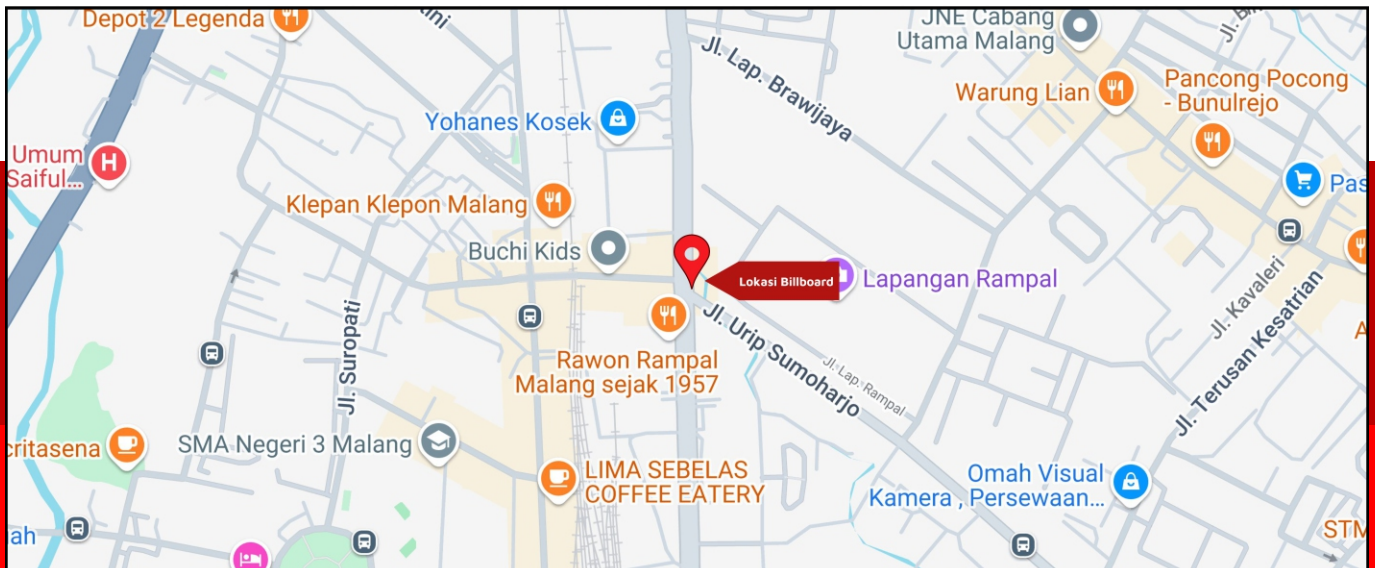 Depot 2 Legenda
ni
JNE Cabang
Utama Malang
Jl. Lap. Brawijaya
Warung Lian
Pancong Pocong
- Bunulrejo
Yohanes Kosek
Umum
Saiful...
H
Pas
Klepan Klepon Malang
Buchi Kids
Lokasi Billboard
Lapangan Rampal
Jl. Kavaleri
Jl. Suropati
Jl. Urip Sumoharjo
Rawon Rampal
Malang sejak 1957
Jl. Lap. Rampal
Jl. Terusan Kesatrian
A
critasena
SMA Negeri 3 Malang
LIMA SEBELAS
COFFEE EATERY
Omah Visual
Kamera , Persewaan...
ah
STM